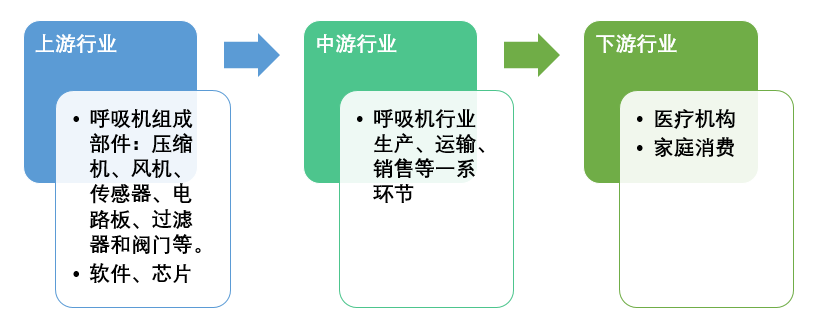 上游行业
• 呼吸机组成
部件：压缩
机、风机、
传感器、电
路板、过滤
器和阀门等。
• 软件、芯片
中游行业
• 呼吸机行业
生产、运输、
销售等一系
环节
下游行业
• 医疗机构
• 家庭消费